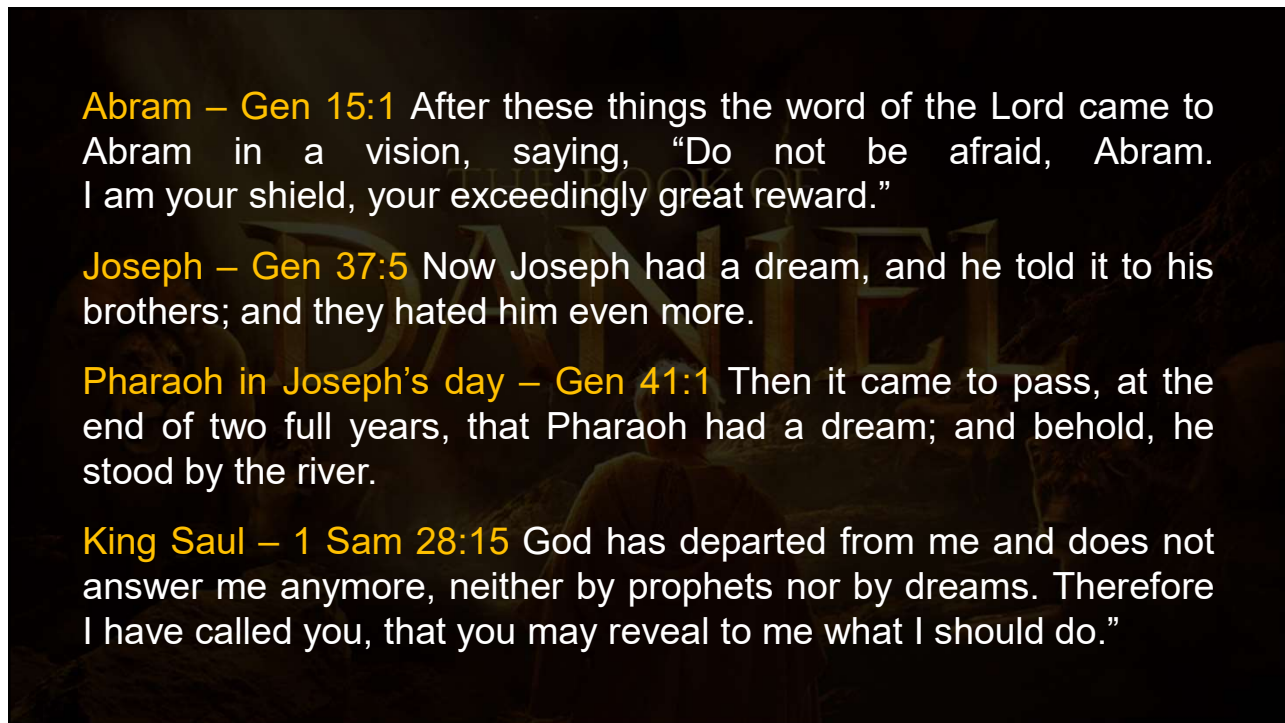 Abram – Gen 15:1 After these things the word of the Lord came to
Abram in a vision, saying, “Do not be afraid, Abram.
I am your shield, your exceedingly great reward.”
Joseph – Gen 37:5 Now Joseph had a dream, and he told it to his
brothers; and they hated him even more.
Pharaoh in Joseph’s day – Gen 41:1 Then it came to pass, at the
end of two full years, that Pharaoh had a dream; and behold, he
stood by the river.
King Saul – 1 Sam 28:15 God has departed from me and does not
answer me anymore, neither by prophets nor by dreams. Therefore
I have called you, that you may reveal to me what I should do.”
THE BOOK OF
DANIEL